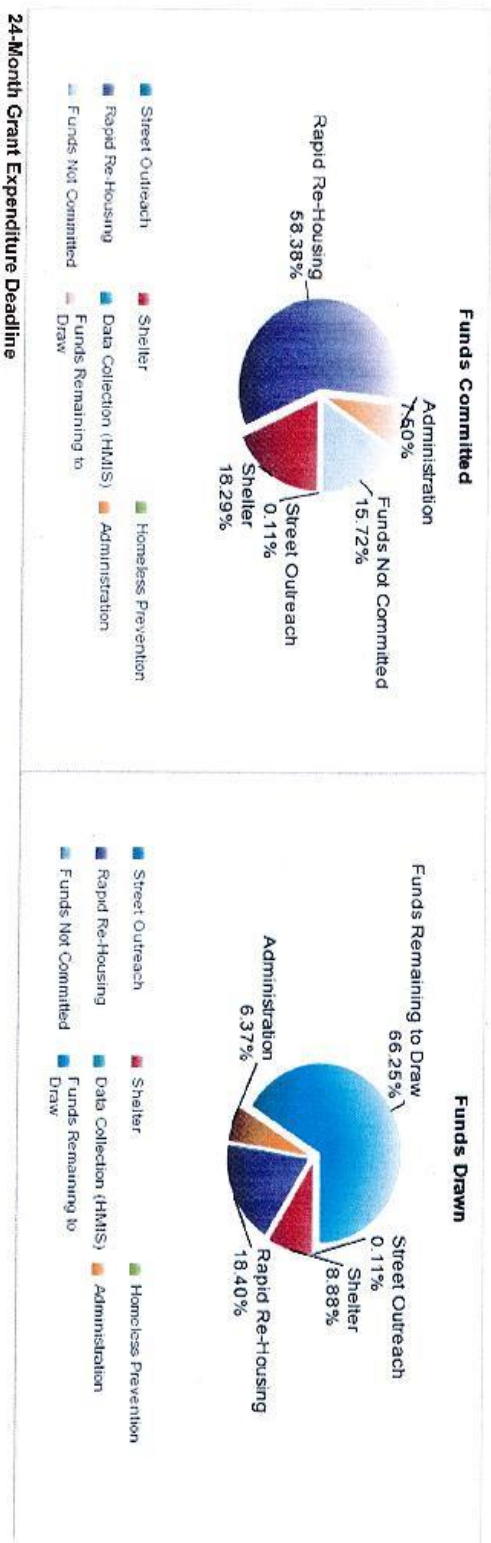 Funds Committed
Administration
7.50%
Funds Not Committed
15.72%
Rapid Re-Housing
58.38%
Street Outreach
0.11%
Shelter
18.29%
Street Outreach
Shelter
Homeless Prevention
Rapid Re-Housing
Data Collection (HMIS)
Administration
Funds Not Committed
Funds Remaining to
Draw
Funds Drawn
Funds Remaining to Draw
66.25%
Street Outreach
0.11%
Shelter
8.88%
Administration
6.37%
Rapid Re-Housing
18.40%
Street Outreach
Shelter
Homeless Prevention
Rapid Re-Housing
Data Collection (HMIS)
Administration
Funds Not Committed
Funds Remaining to
Draw
24-Month Grant Expenditure Deadline